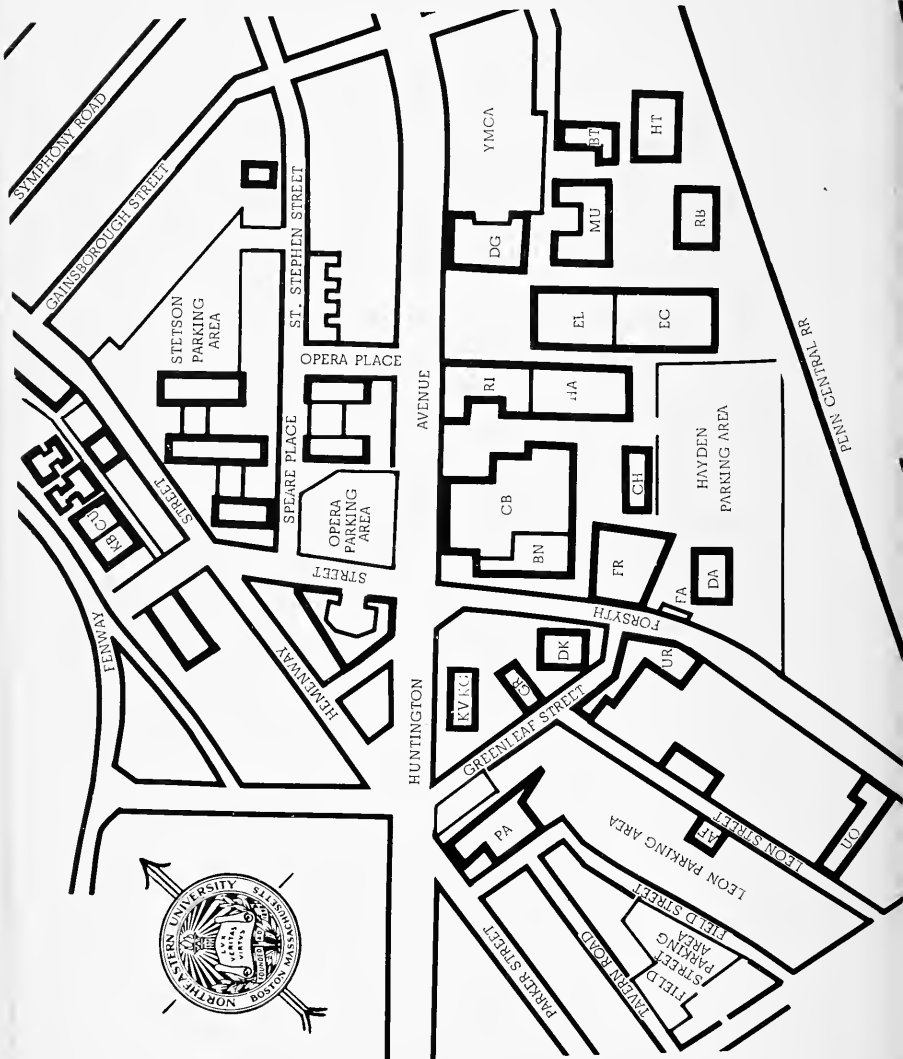 SYMPHONY ROAD
GAINSBOROUGH STREET
ST. STEPHEN STREET
STETSON
PARKING
AREA
OPERA PLACE
SPEARE PLACE
OPERA
PARKING
AREA
STREET
STREET
FENWAY
HEMENWAY
KB
CU
HUNTINGTON
AVENUE
YMCA
BT
HT
DG
MU
RB
EL
EC
RI
HA
CB
BN
CH
HAYDEN
PARKING AREA
PENN CENTRAL RR
FR
FA
DA
FORSYTH
DK
UR
GR
KV
KG
GREENLEAF STREET
PA
LEON PARKING AREA
AF
LEON STREET
UO
FIELD STREET
FIELD
STREET
PARKING
AREA
TAVERN ROAD
PARKER STREET
NORTHEASTERN UNIVERSITY
BOSTON MASSACHUSETTS
LVX
VERITAS
VIRTVS
FOUNDED